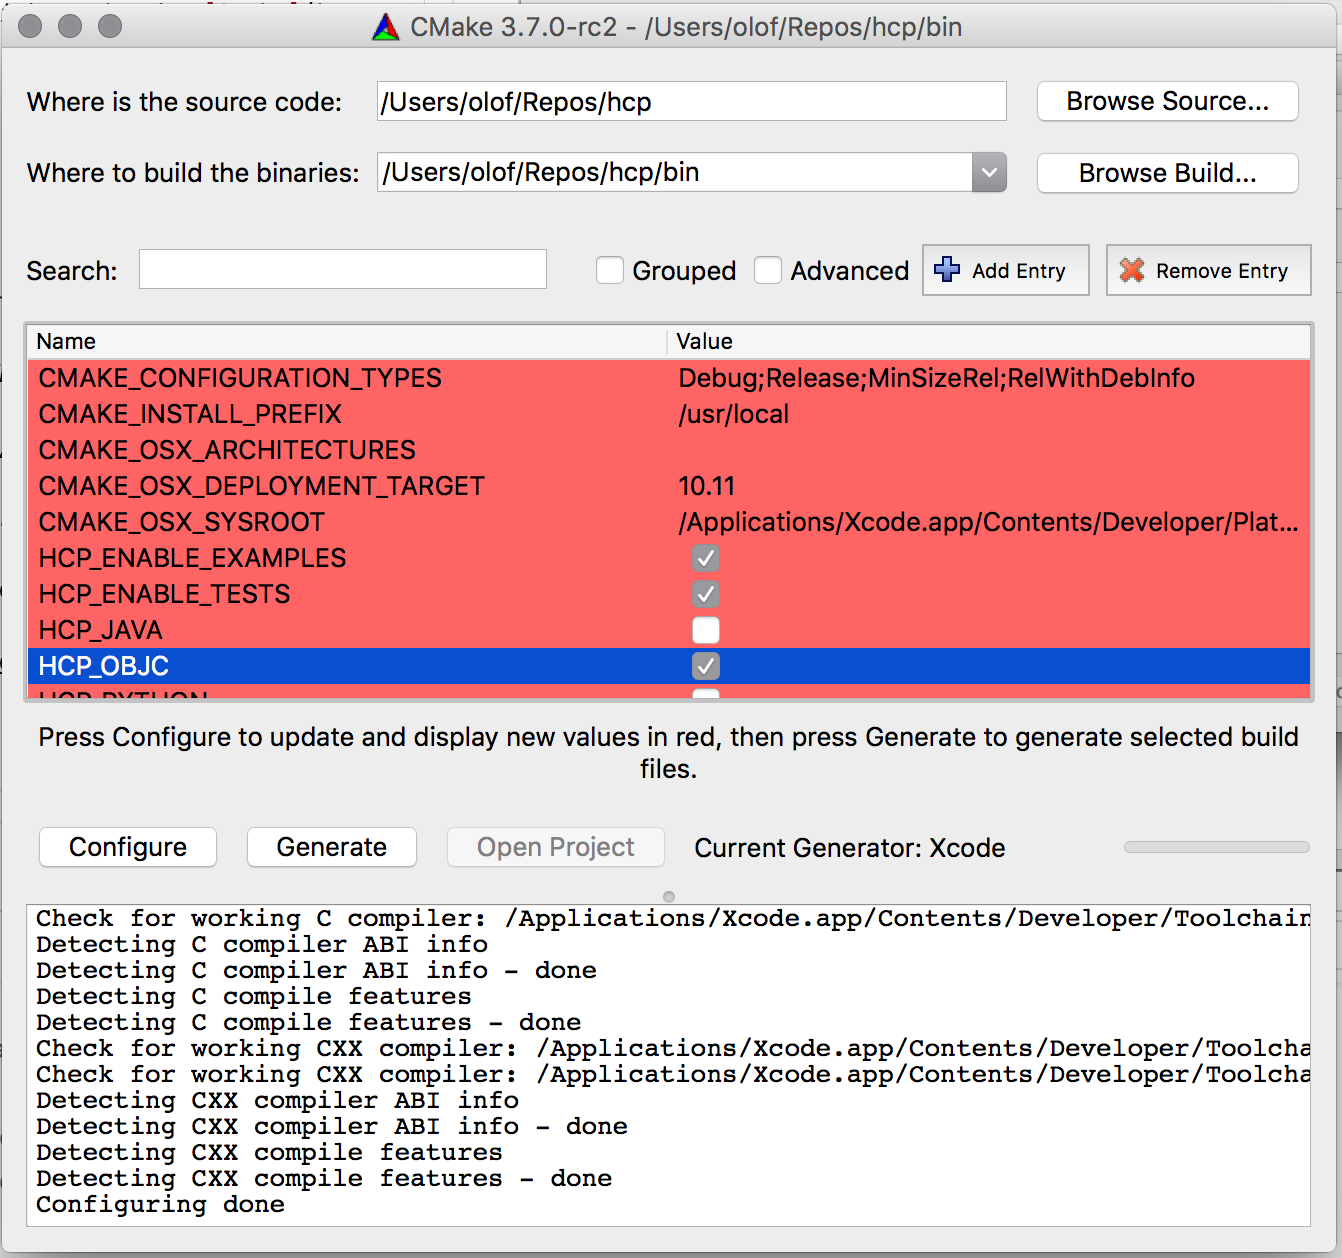 CMake 3.7.0-rc2 - /Users/olof/Repos/hcp/bin
Where is the source code: /Users/olof/Repos/hcp Browse Source...
Where to build the binaries: /Users/olof/Repos/hcp/bin Browse Build...
Search: Grouped Advanced Add Entry Remove Entry
Name Value
CMAKE_CONFIGURATION_TYPES Debug;Release;MinSizeRel;RelWithDebInfo
CMAKE_INSTALL_PREFIX /usr/local
CMAKE_OSX_ARCHITECTURES
CMAKE_OSX_DEPLOYMENT_TARGET 10.11
CMAKE_OSX_SYSROOT /Applications/Xcode.app/Contents/Developer/Plat...
HCP_ENABLE_EXAMPLES
HCP_ENABLE_TESTS
HCP_JAVA
HCP_OBJC
HCP_PYTHON
Press Configure to update and display new values in red, then press Generate to generate selected build
files.
Configure Generate Open Project Current Generator: Xcode
Check for working C compiler: /Applications/Xcode.app/Contents/Developer/Toolchain
Detecting C compiler ABI info
Detecting C compiler ABI info - done
Detecting C compile features
Detecting C compile features - done
Check for working CXX compiler: /Applications/Xcode.app/Contents/Developer/Toolcha
Check for working CXX compiler: /Applications/Xcode.app/Contents/Developer/Toolcha
Detecting CXX compiler ABI info
Detecting CXX compiler ABI info - done
Detecting CXX compile features
Detecting CXX compile features - done
Configuring done